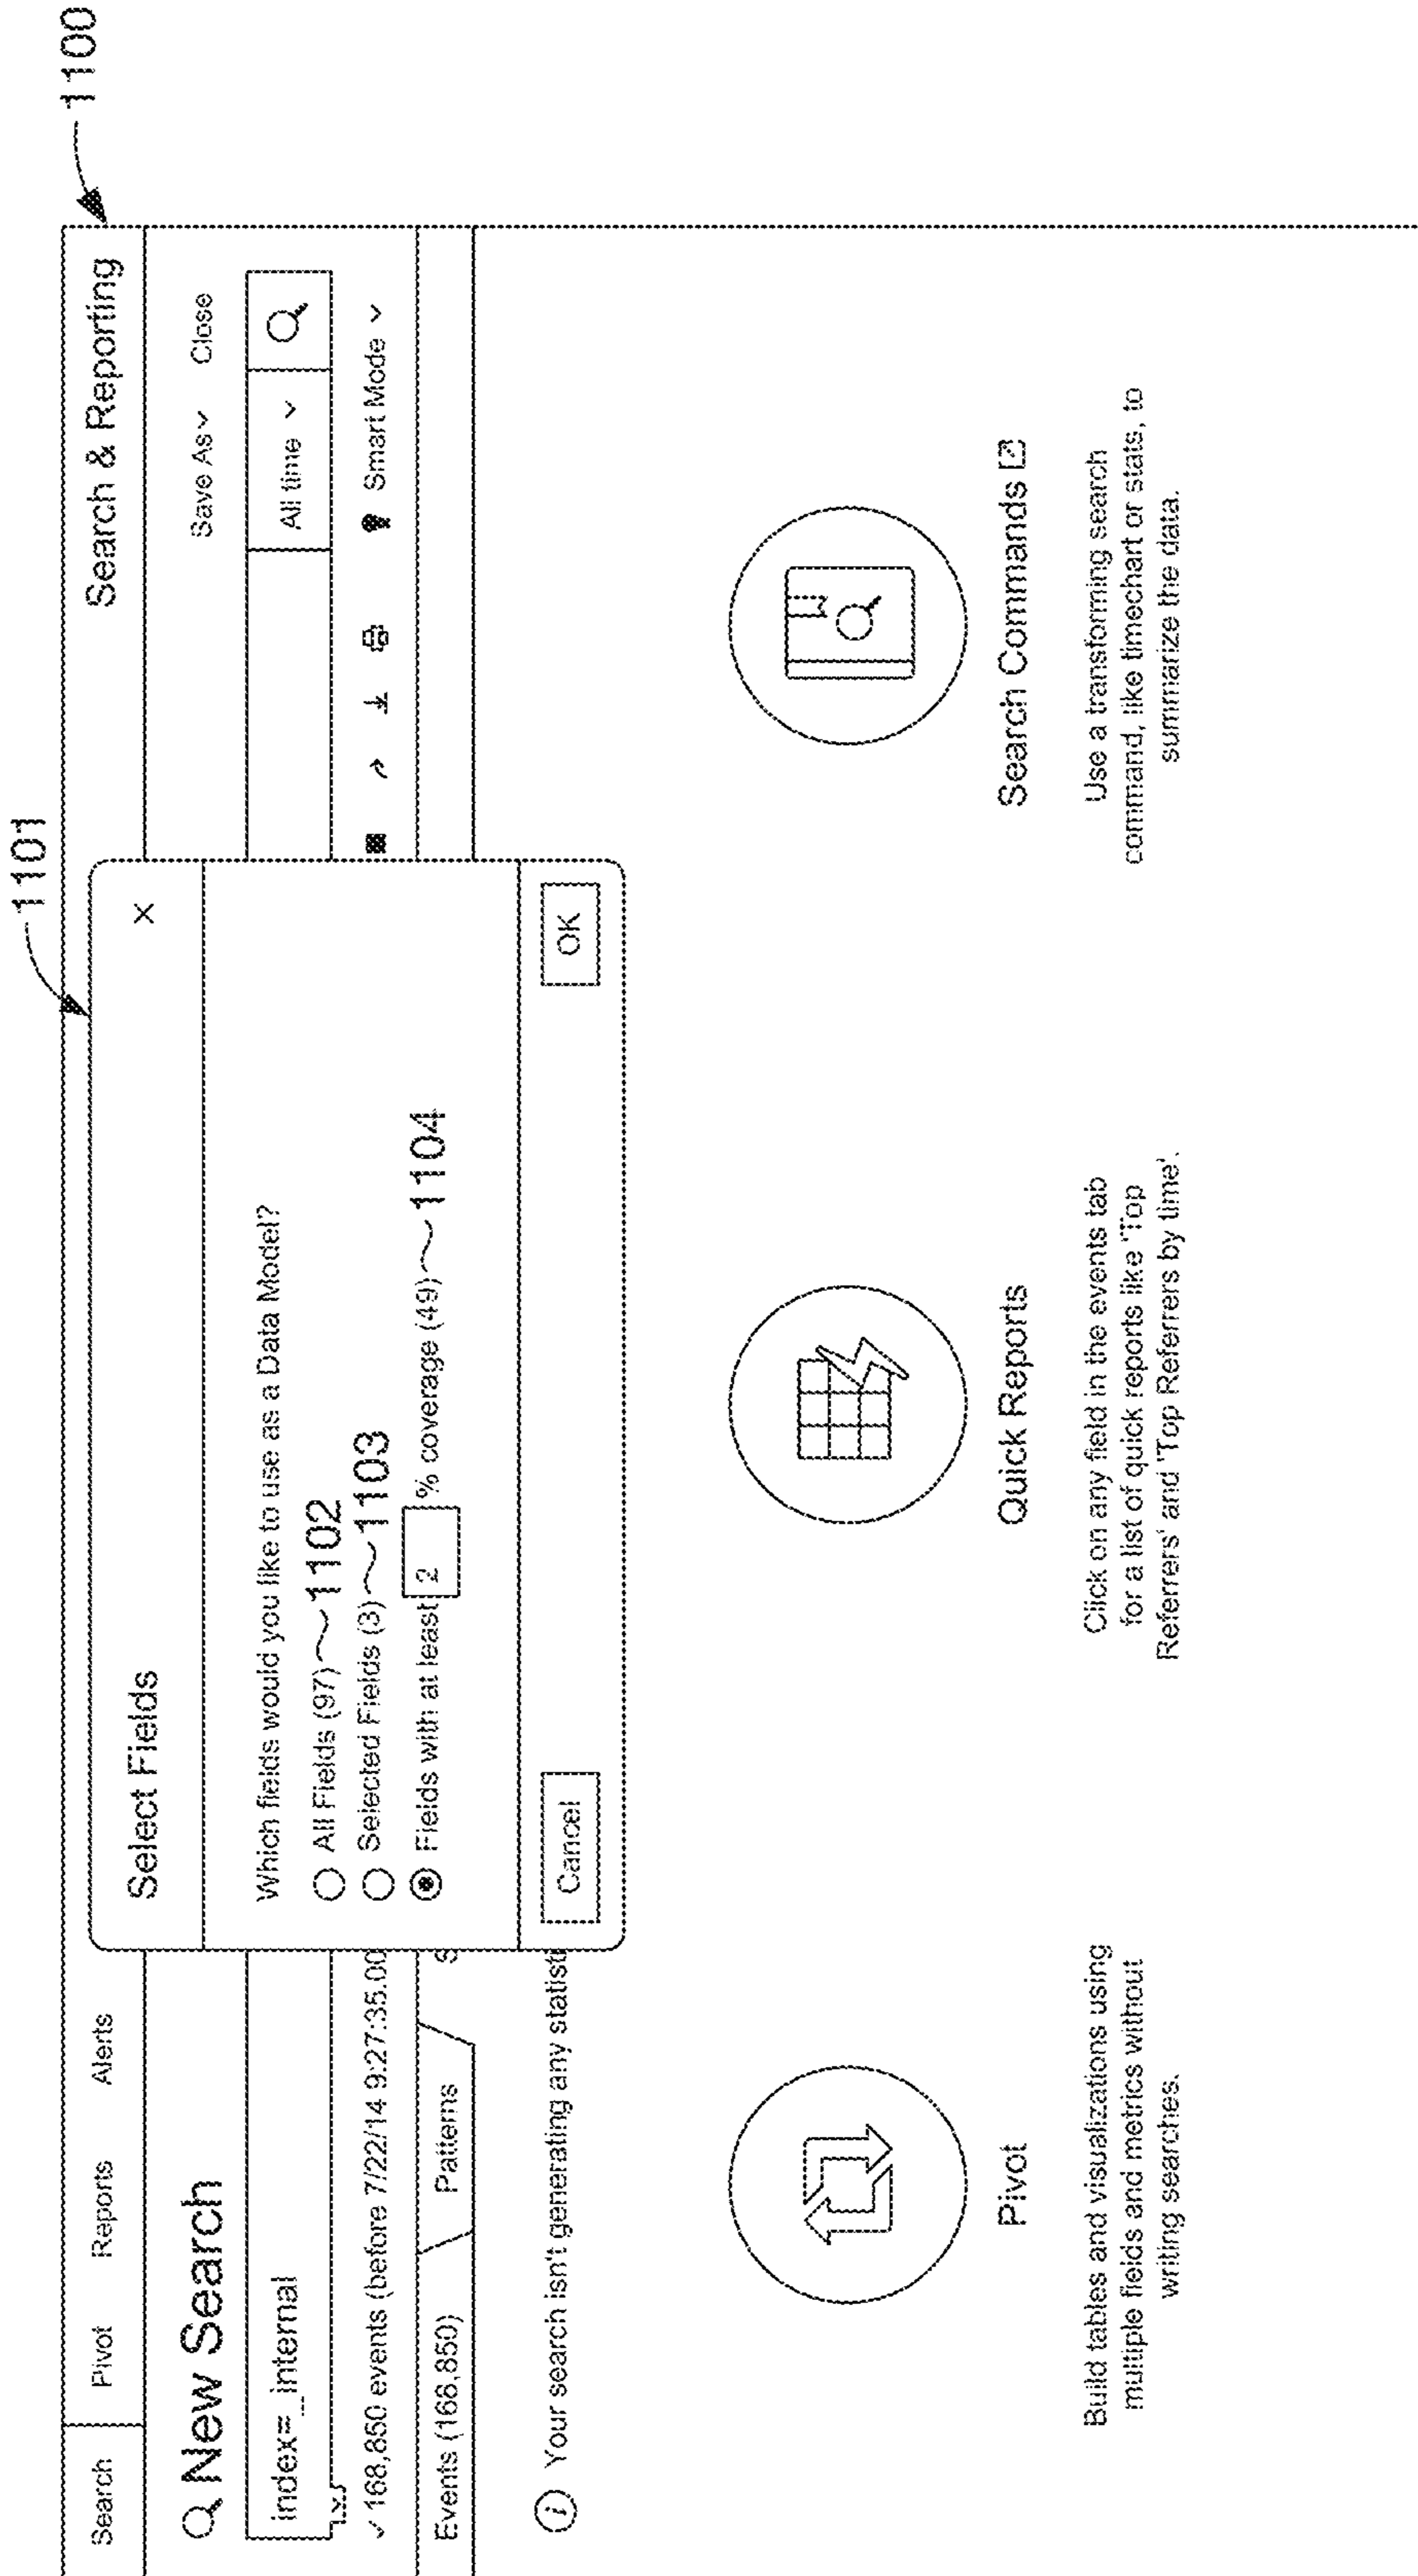 1100
1101
Search Pivot Reports Alerts Search & Reporting
New Search
Save As Close
index=_internal
All time
✓ 168,850 events (before 7/22/14 9:27:35.00
Smart Mode
Events (168,850) Patterns S
Select Fields X
Which fields would you like to use as a Data Model?
All Fields (97) 1102
Selected Fields (3) 1103
Fields with at least 2 % coverage (49) 1104
Cancel OK
i Your search isn't generating any statisti
Pivot
Build tables and visualizations using
multiple fields and metrics without
writing searches.
Quick Reports
Click on any field in the events tab
for a list of quick reports like 'Top
Referrers' and 'Top Referrers by time'.
Search Commands
Use a transforming search
command, like timechart or stats, to
summarize the data.